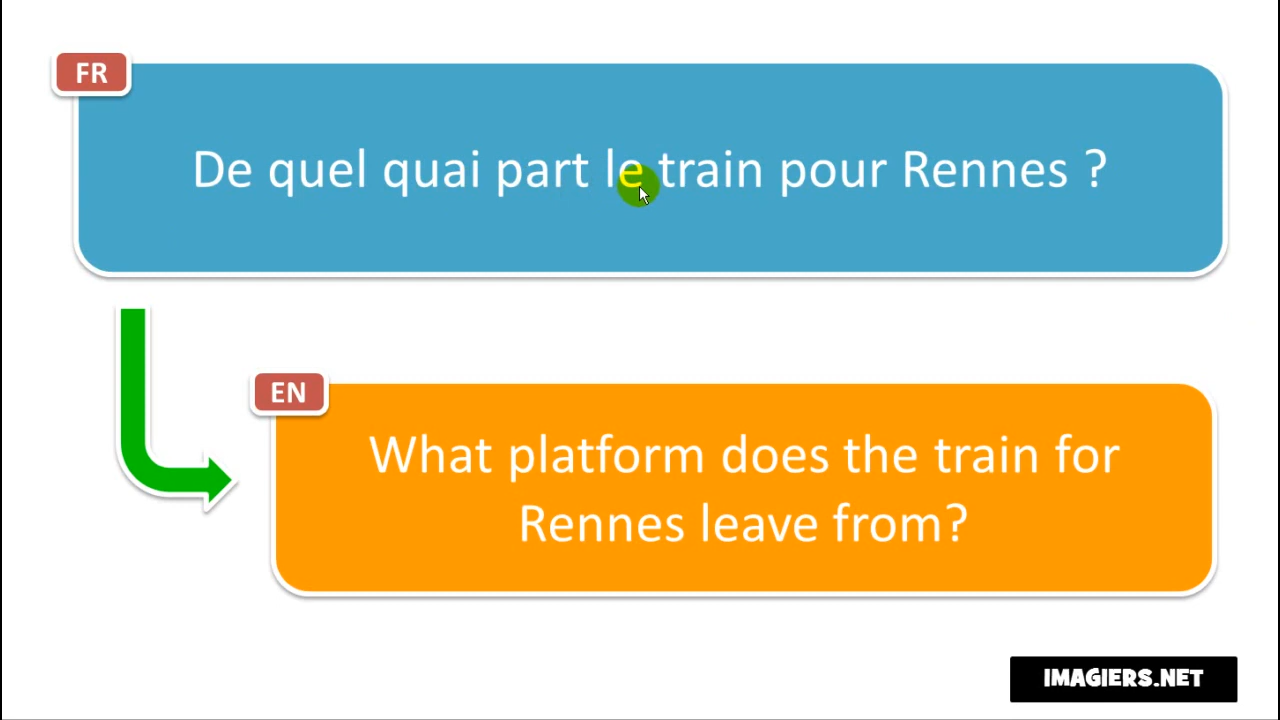 FR
De quel quai part le train pour Rennes ?
EN
What platform does the train for
Rennes leave from?
IMAGIERS.NET